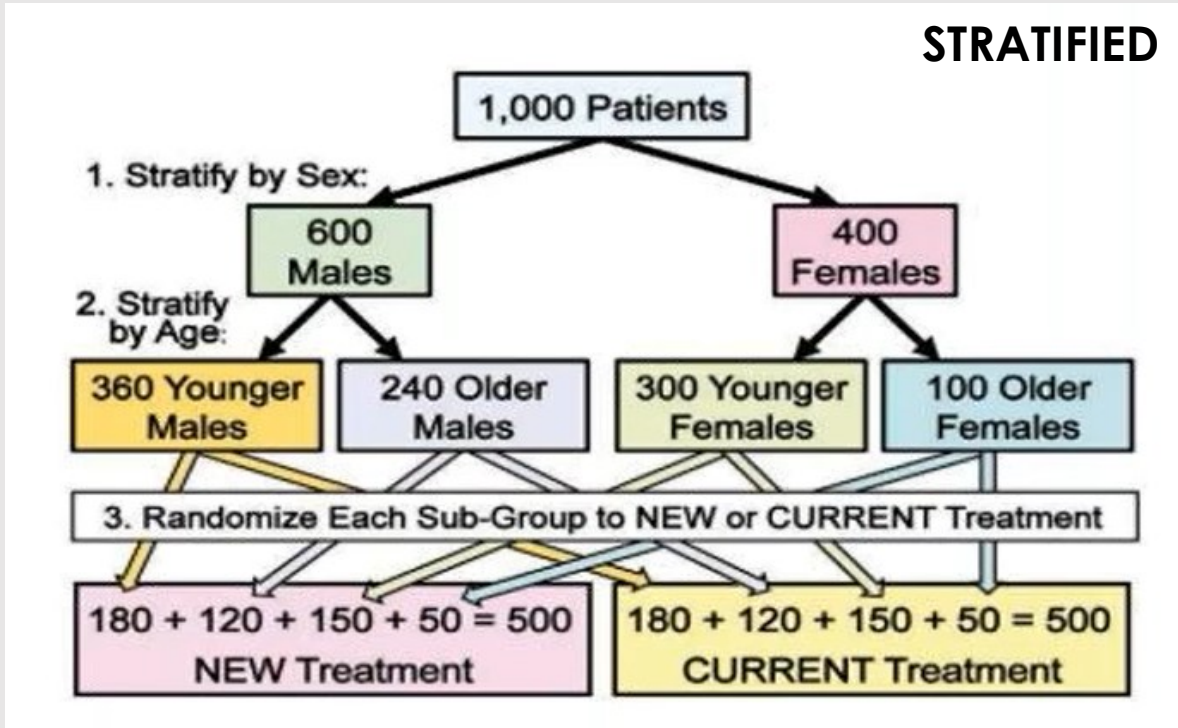 STRATIFIED
1,000 Patients
1. Stratify by Sex:
600
Males
400
Females
2. Stratify
by Age:
360 Younger
Males
240 Older
Males
300 Younger
Females
100 Older
Females
3. Randomize Each Sub-Group to NEW or CURRENT Treatment
180 + 120 + 150 + 50 = 500
NEW Treatment
180 + 120 + 150 + 50 = 500
CURRENT Treatment